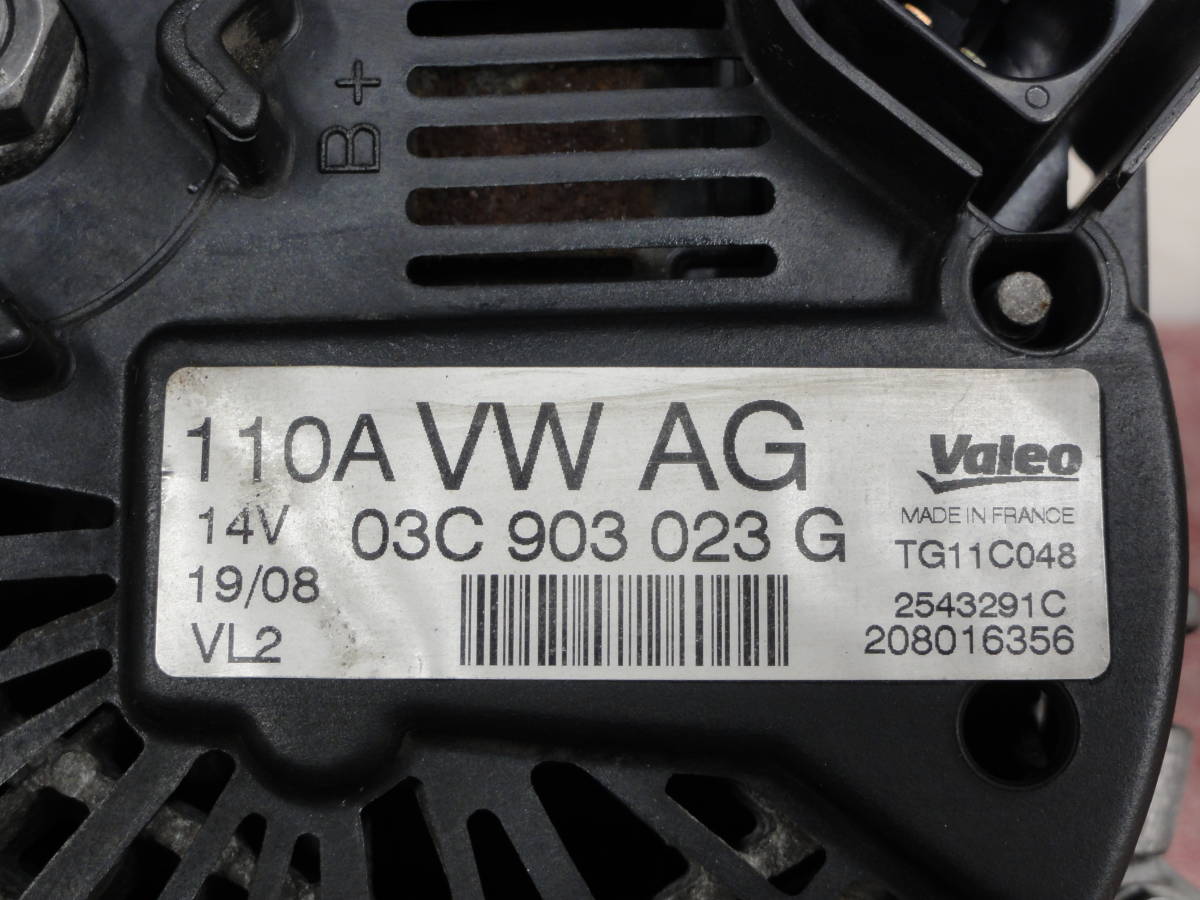 B+
110A VW AG
Valeo
14V 03C 903 023 G
MADE IN FRANCE
TG11C048
19/08
2543291C
VL2
208016356